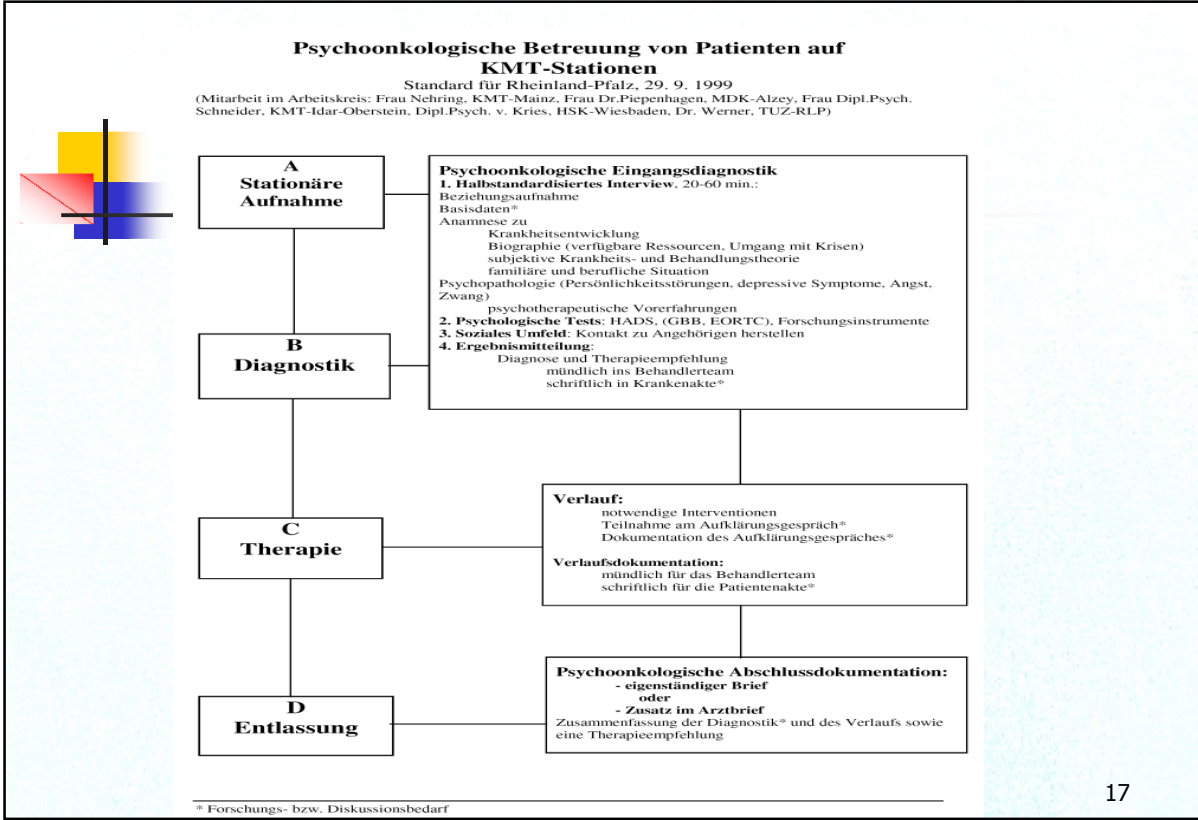 Psychoonkologische Betreuung von Patienten auf
KMT-Stationen
Standard für Rheinland-Pfalz, 29. 9. 1999
(Mitarbeit im Arbeitskreis: Frau Nehring, KMT-Mainz, Frau Dr.Piepenhagen, MDK-Alzey, Frau Dipl.Psych.
Schneider, KMT-Idar-Oberstein, Dipl.Psych. v. Kries, HSK-Wiesbaden, Dr. Werner, TUZ-RLP)
A
Stationäre
Aufnahme
Psychoonkologische Eingangsdiagnostik
1. Halbstandardisiertes Interview, 20-60 min.:
Beziehungsaufnahme
Basisdaten*
Anamnese zu
Krankheitsentwicklung
Biographie (verfügbare Ressourcen, Umgang mit Krisen)
subjektive Krankheits- und Behandlungstheorie
familiäre und berufliche Situation
Psychopathologie (Persönlichkeitsstörungen, depressive Symptome, Angst,
Zwang)
psychotherapeutische Vorerfahrungen
2. Psychologische Tests: HADS, (GBB, EORTC), Forschungsinstrumente
3. Soziales Umfeld: Kontakt zu Angehörigen herstellen
4. Ergebnismitteilung:
Diagnose und Therapieempfehlung
mündlich ins Behandlerteam
schriftlich in Krankenakte*
B
Diagnostik
C
Therapie
Verlauf:
notwendige Interventionen
Teilnahme am Aufklärungsgespräch*
Dokumentation des Aufklärungsgespräches*
Verlaufsdokumentation:
mündlich für das Behandlerteam
schriftlich für die Patientenakte*
D
Entlassung
Psychoonkologische Abschlussdokumentation:
- eigenständiger Brief
oder
- Zusatz im Arztbrief
Zusammenfassung der Diagnostik* und des Verlaufs sowie
eine Therapieempfehlung
* Forschungs- bzw. Diskussionsbedarf
17